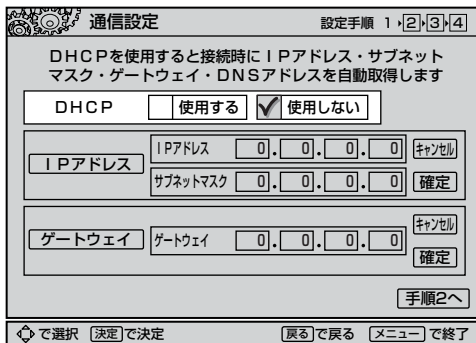 通信設定 設定手順 1 2 3 4
DHCPを使用すると接続時にIPアドレス・サブネット
マスク・ゲートウェイ・DNSアドレスを自動取得します
DHCP 使用する 使用しない
IPアドレス
IPアドレス 0. 0. 0. 0 キャンセル
サブネットマスク 0. 0. 0. 0 確定
ゲートウェイ
ゲートウェイ 0. 0. 0. 0 キャンセル
確定
手順2へ
で選択 決定で決定 戻るで戻る メニューで終了